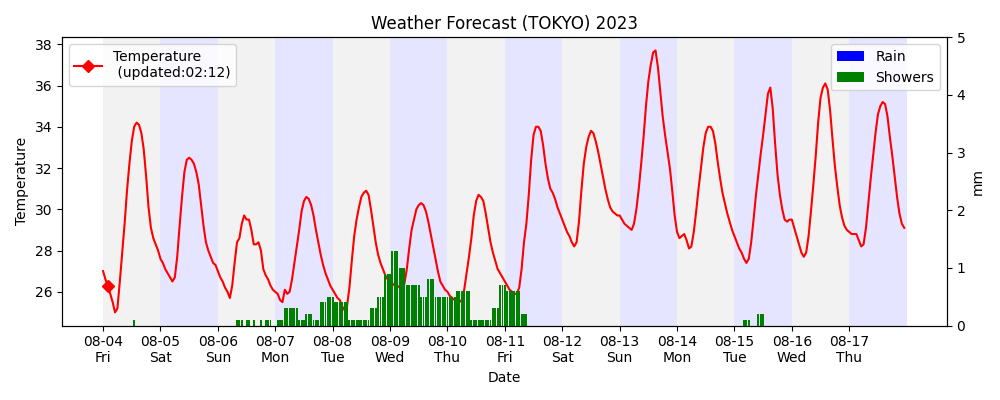 Weather Forecast (TOKYO) 2023
Temperature
(updated:02:12)
Rain
Showers
Temperature
38
36
34
32
30
28
26
5
4
3
2
1
0
mm
08-04 08-05 08-06 08-07 08-08 08-09 08-10 08-11 08-12 08-13 08-14 08-15 08-16 08-17
Fri Sat Sun Mon Tue Wed Thu Fri Sat Sun Mon Tue Wed Thu
Date